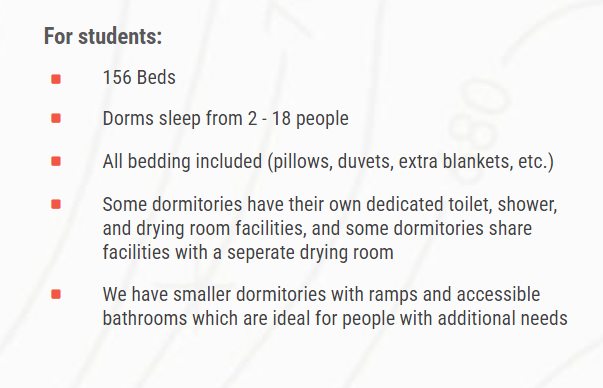 For students:
156 Beds
Dorms sleep from 2 - 18 people
All bedding included (pillows, duvets, extra blankets, etc.)
Some dormitories have their own dedicated toilet, shower,
and drying room facilities, and some dormitories share
facilities with a seperate drying room
We have smaller dormitories with ramps and accessible
bathrooms which are ideal for people with additional needs